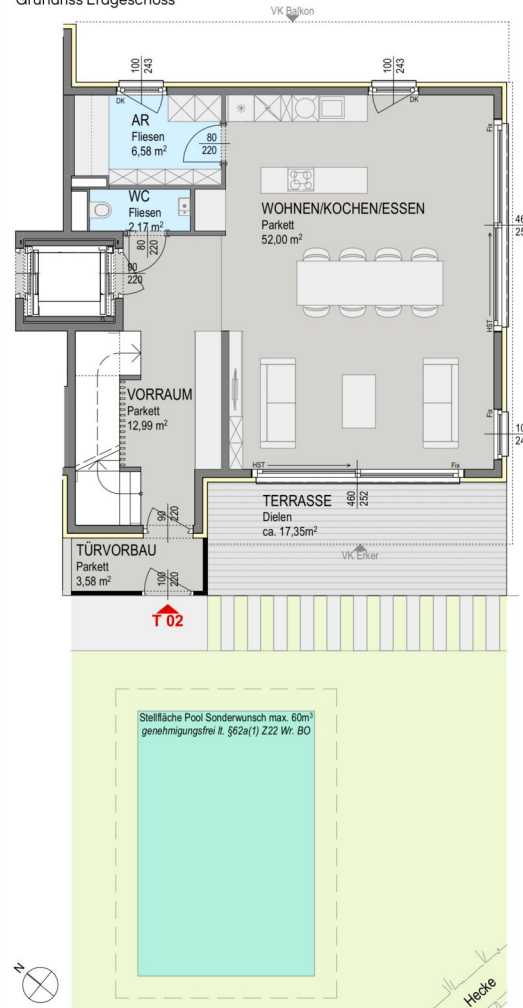 Grundriss Erdgeschoss
VK Balkon
100
243
100
243
DK
DK
AR
Fliesen
6,58 m²
80
220
Fix
WC
Fliesen
2,17 m²
80
220
WOHNEN/KOCHEN/ESSEN
Parkett
52,00 m²
90
220
HST
VORRAUM
Parkett
12,99 m²
Fix
HST
Fix
90
220
460
252
TERRASSE
Dielen
ca. 17,35m²
VK Erker
TÜRVORBAU
Parkett
3,58 m²
100
220
T 02
Stellfläche Pool Sonderwunsch max. 60m³
genehmigungsfrei lt. §62a(1) Z22 Wr. BO
N
Hecke